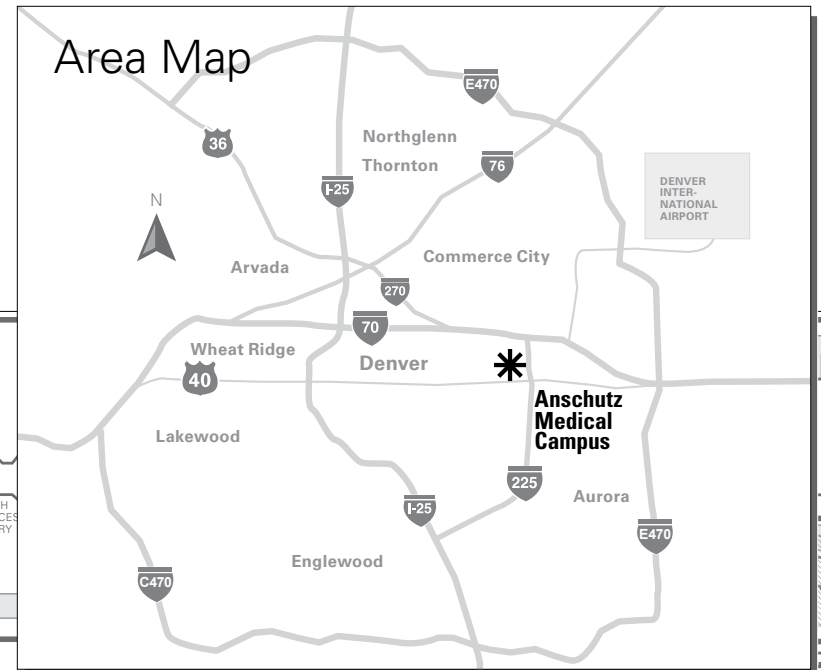 Area Map
E470
36
Northglenn
Thornton
76
I-25
DENVER
INTER-
NATIONAL
AIRPORT
N
Commerce City
Arvada
270
70
Wheat Ridge
Denver
40
Anschutz
Medical
Campus
Lakewood
225
Aurora
I-25
E470
Englewood
C470